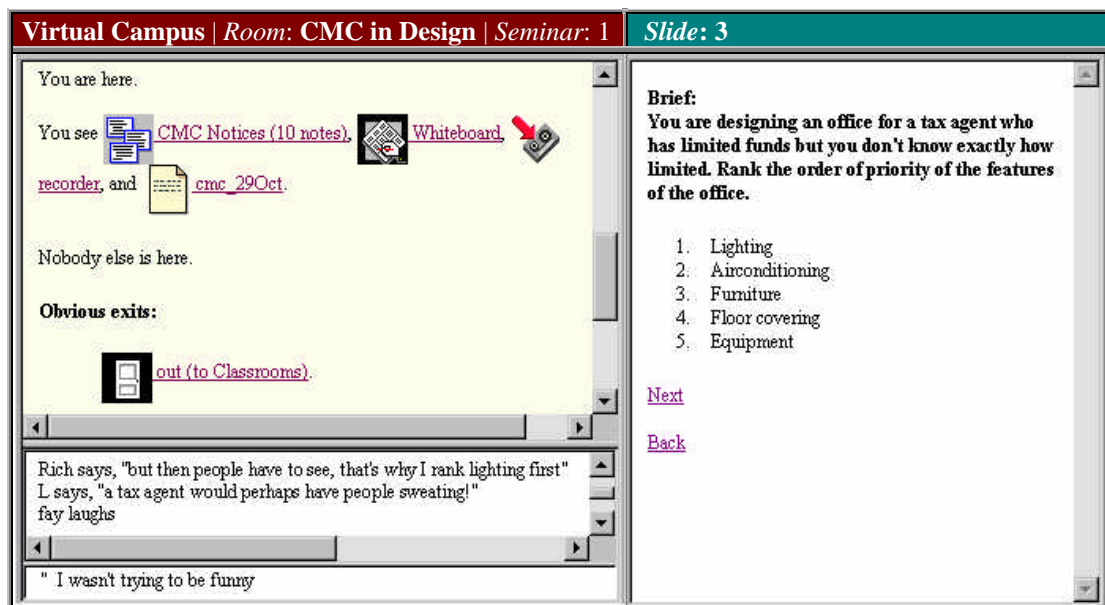 Virtual Campus | Room: CMC in Design | Seminar: 1
Slide: 3
You are here.
You see CMC Notices (10 notes), Whiteboard,
recorder, and cmc_29Oct.
Nobody else is here.
Obvious exits:
out (to Classrooms).
Rich says, "but then people have to see, that's why I rank lighting first"
L says, "a tax agent would perhaps have people sweating!"
fay laughs
" I wasn't trying to be funny
Brief:
You are designing an office for a tax agent who
has limited funds but you don't know exactly how
limited. Rank the order of priority of the features
of the office.
1. Lighting
2. Airconditioning
3. Furniture
4. Floor covering
5. Equipment
Next
Back